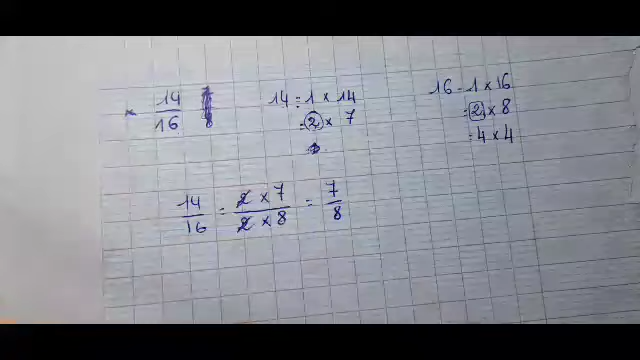 14/16
14 = 1 × 14
= 2 × 7
16 = 1 × 16
= 2 × 8
= 4 × 4
14/16 = 2 × 7 / 2 × 8 = 7/8